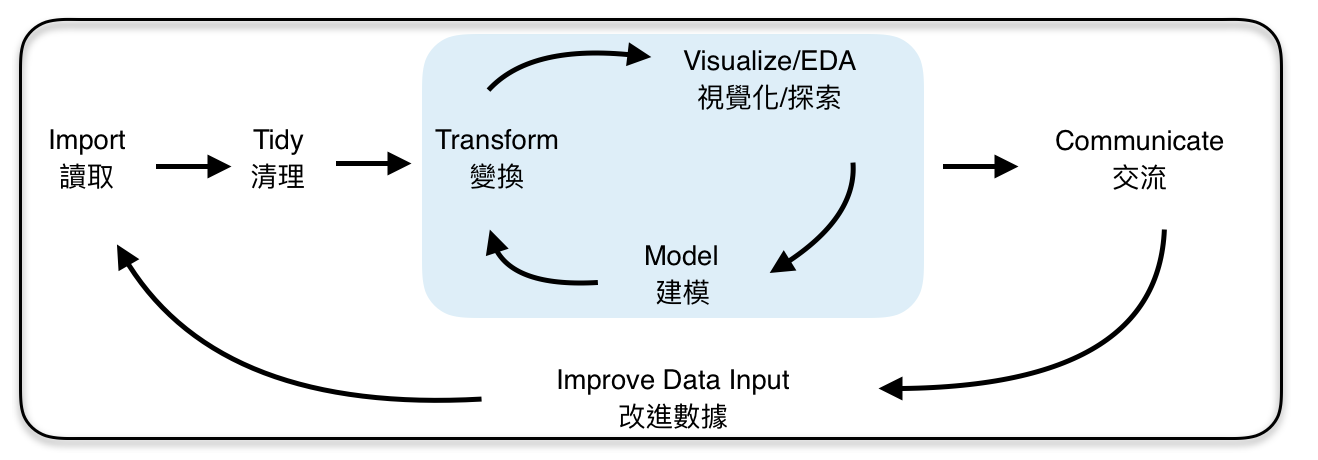 Import
讀取
Tidy
清理
Transform
變換
Visualize/EDA
視覺化/探索
Model
建模
Communicate
交流
Improve Data Input
改進數據